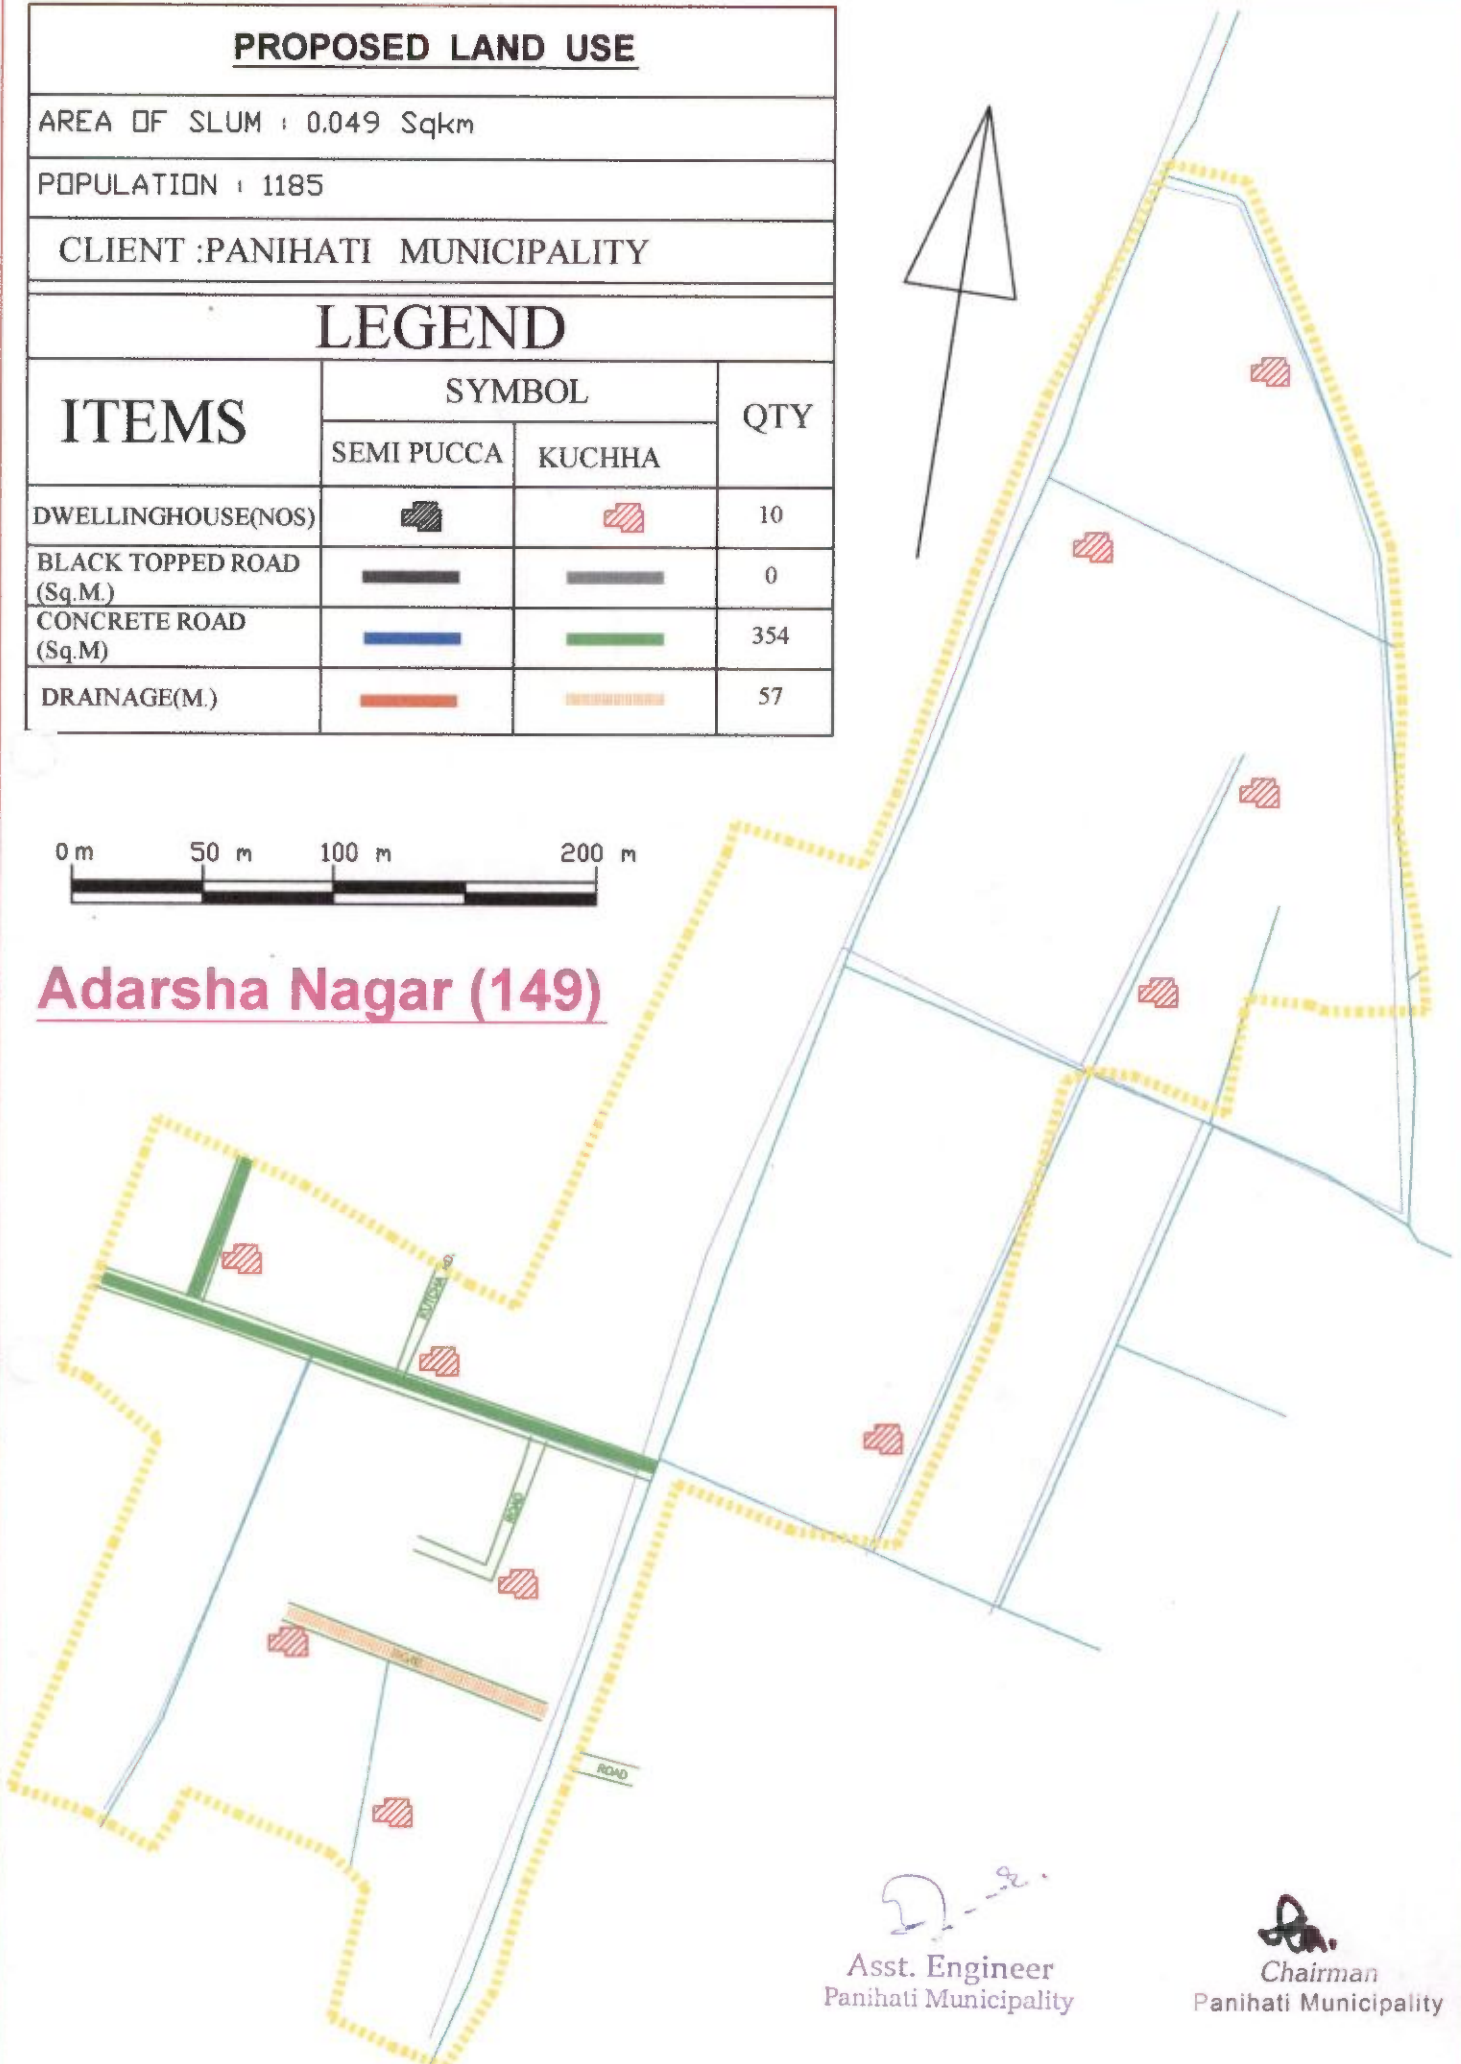 PROPOSED LAND USE
AREA OF SLUM : 0.049 Sqkm
POPULATION : 1185
CLIENT :PANIHATI MUNICIPALITY
LEGEND
ITEMS
SYMBOL
QTY
SEMI PUCCA
KUCHHA
DWELLINGHOUSE(NOS)
10
BLACK TOPPED ROAD
(Sq.M.)
0
CONCRETE ROAD
(Sq.M)
354
DRAINAGE(M.)
57
0 m 50 m 100 m 200 m
Adarsha Nagar (149)
KUTCHA RD.
ROAD
ROAD
Asst. Engineer
Panihati Municipality
Chairman
Panihati Municipality